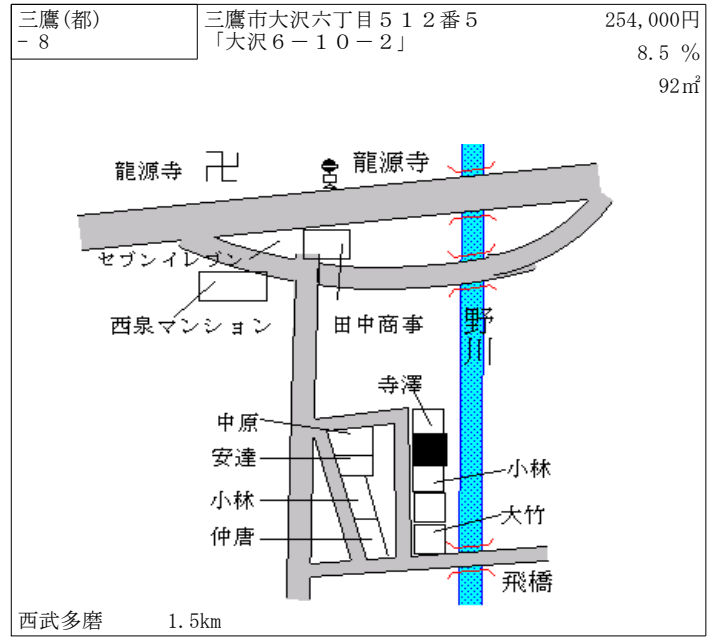 三鷹(都)
- 8
三鷹市大沢六丁目５１２番５
「大沢６－１０－２」
254,000円
8.5 %
92㎡
龍源寺
龍源寺
セブンイレブン
西泉マンション
田中商事
野川
寺澤
中原
安達
小林
小林
大竹
仲唐
飛橋
西武多磨 1.5km